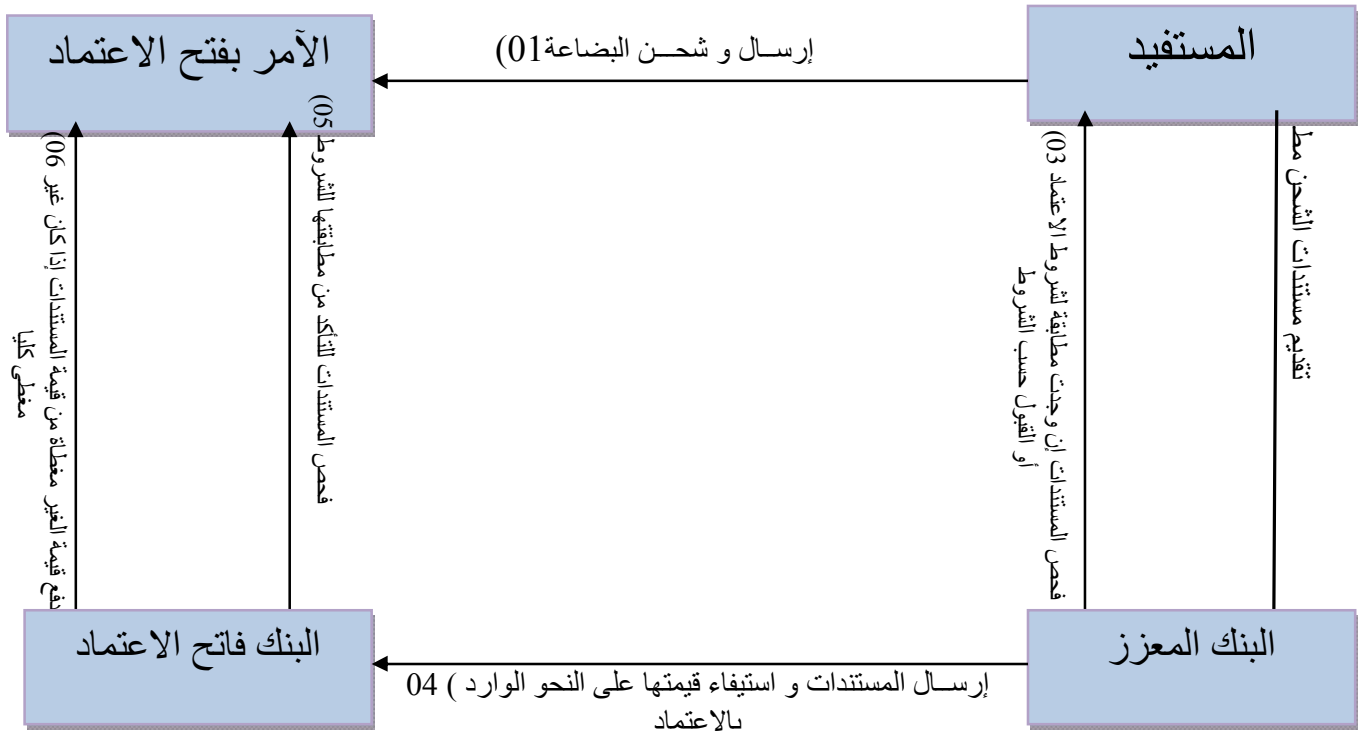 المستفيد
إرســال و شحـــن البضاعة01)
الآمر بفتح الاعتماد
تقديم مستندات الشحن مط
03) فحص المستندات إن وجدت مطابقة لشروط الاعتماد
أو القبول حسب الشروط
05) فحص المستندات للتأكد من مطابقتها للشروط
06) دفع قيمة الغير مغطاة من قيمة المستندات إذا كان غير
مغطى كليا
البنك المعزز
البنك فاتح الاعتماد
إرســال المستندات و استيفاء قيمتها على النحو الوارد ) 04
بالاعتماد